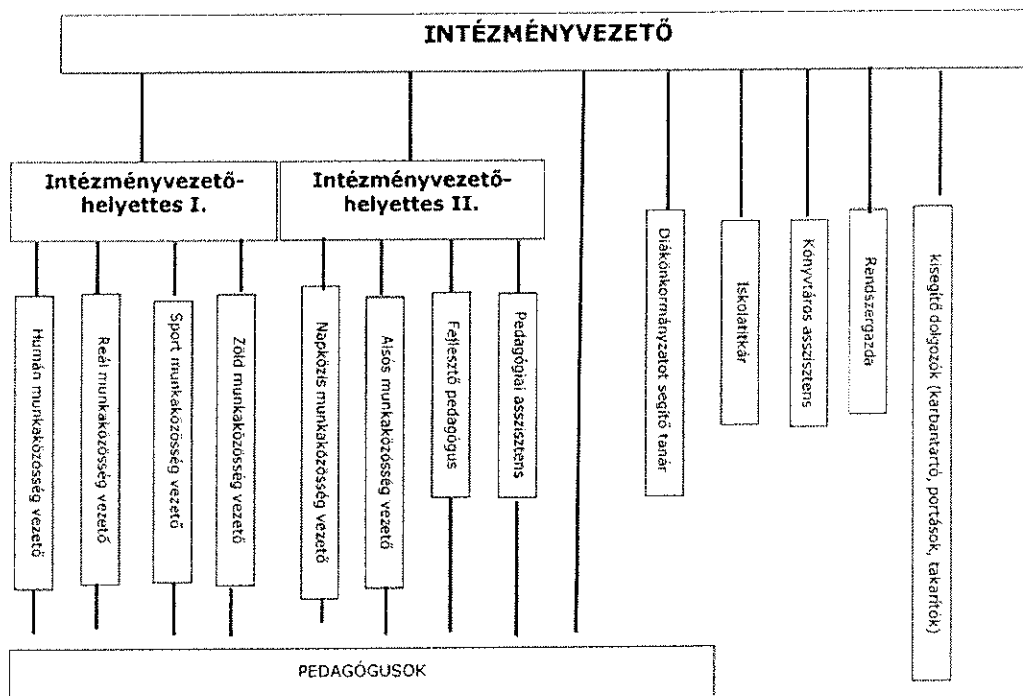 INTÉZMÉNYVEZETŐ
Intézményvezető-
helyettes I.
Intézményvezető-
helyettes II.
Humán munkaközösség vezető
Reál munkaközösség vezető
Sport munkaközösség vezető
Zöld munkaközösség vezető
Napközis munkaközösség vezető
Alsós munkaközösség vezető
Fejlesztő pedagógus
Pedagógiai asszisztens
Diákönkormányzatot segítő tanár
Iskolatitkár
Könyvtáros asszisztens
Rendszergazda
kisegítő dolgozók (karbantartó, portások, takarítók)
PEDAGÓGUSOK